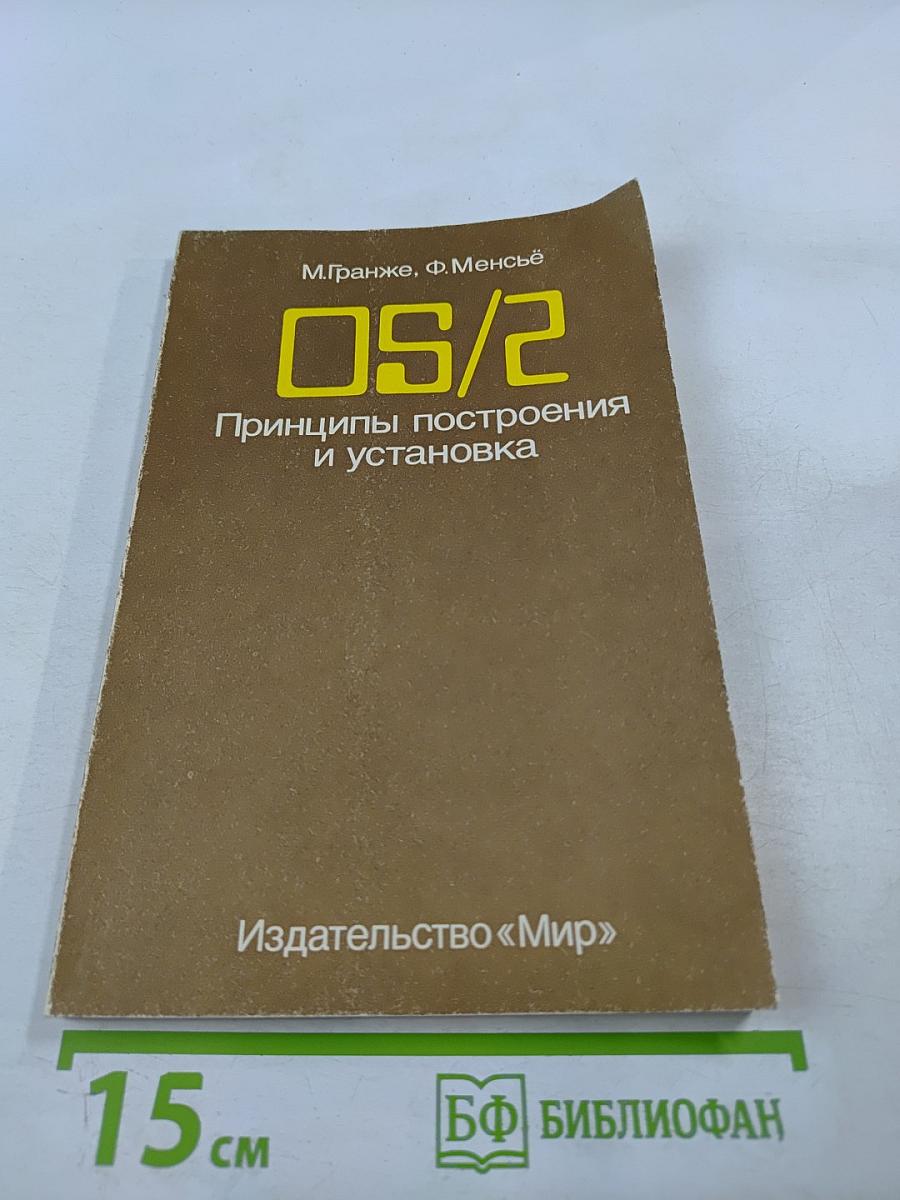 М.Гранже, Ф.Менсьё
OS/2
Принципы построения
и установка
Издательство «Мир»
15 см
БФ БИБЛИОФАН